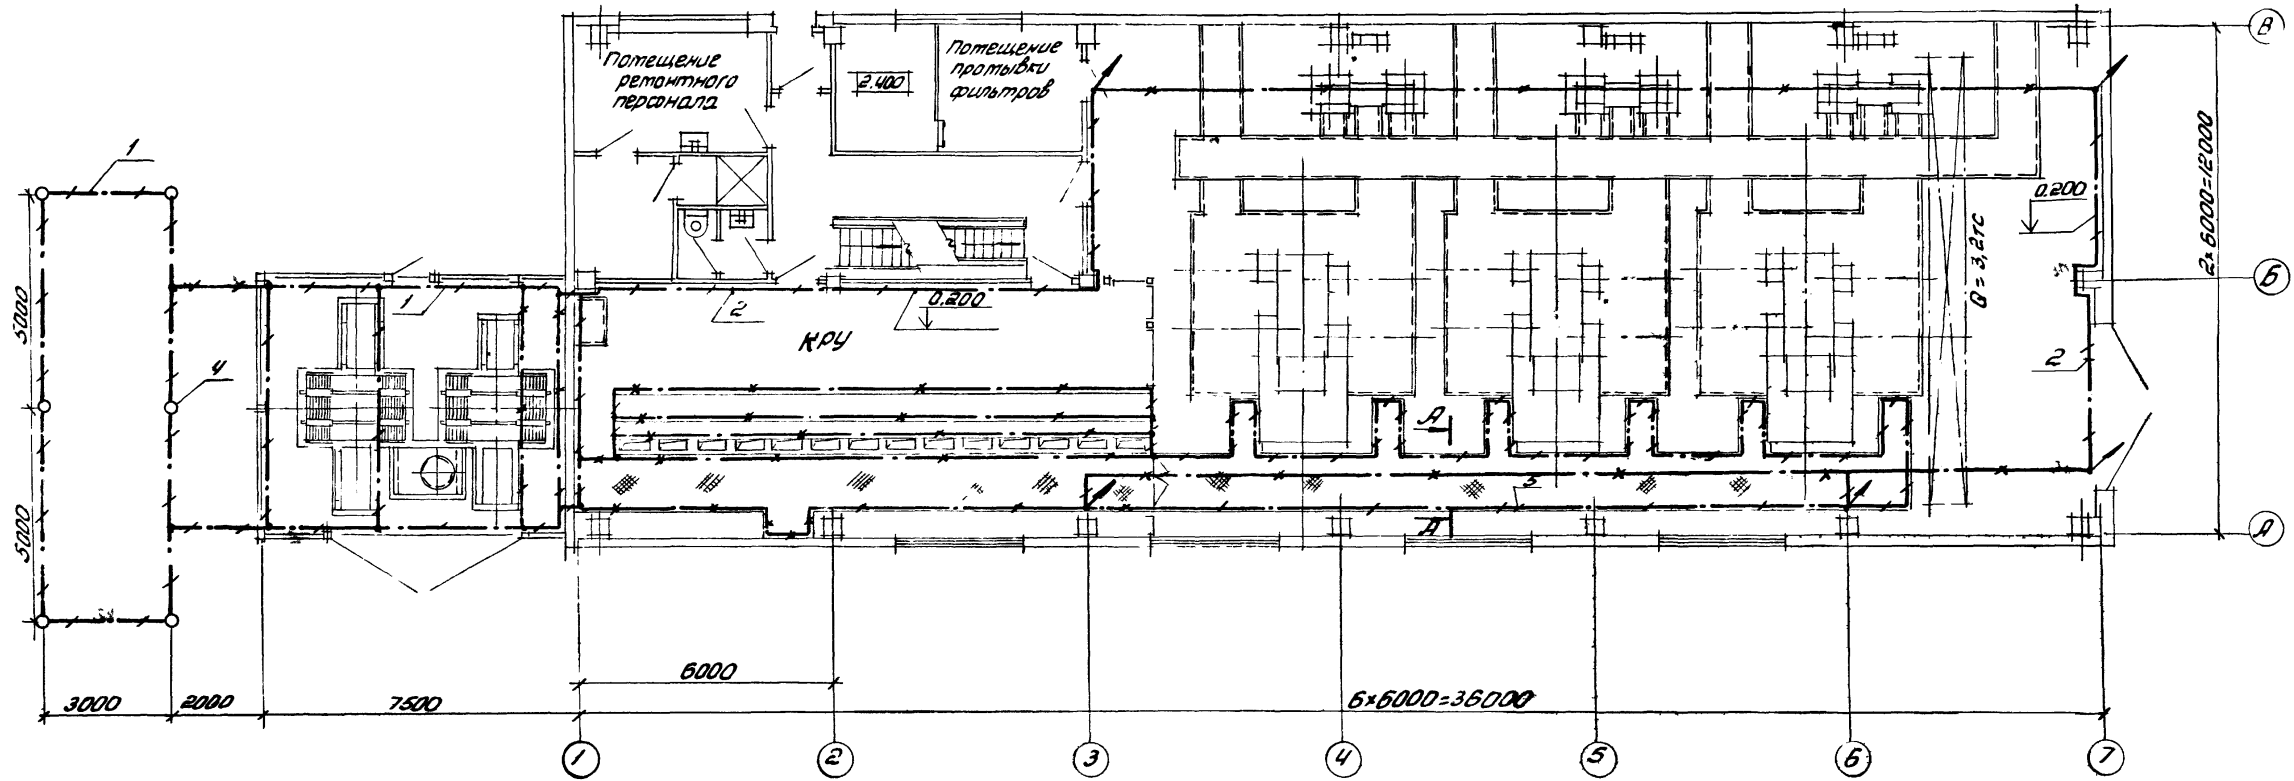 В
Помещение
ремонтного
персонала
2.400
Помещение
промывки
фильтров
1
2×6000=12000
0.200
Q=3,2тс
Б
5000
1
2
0.200
КРУ
4
2
А
5
5000
А
А
6000
3000
2000
7500
6×6000=36000
1
2
3
4
5
6
7